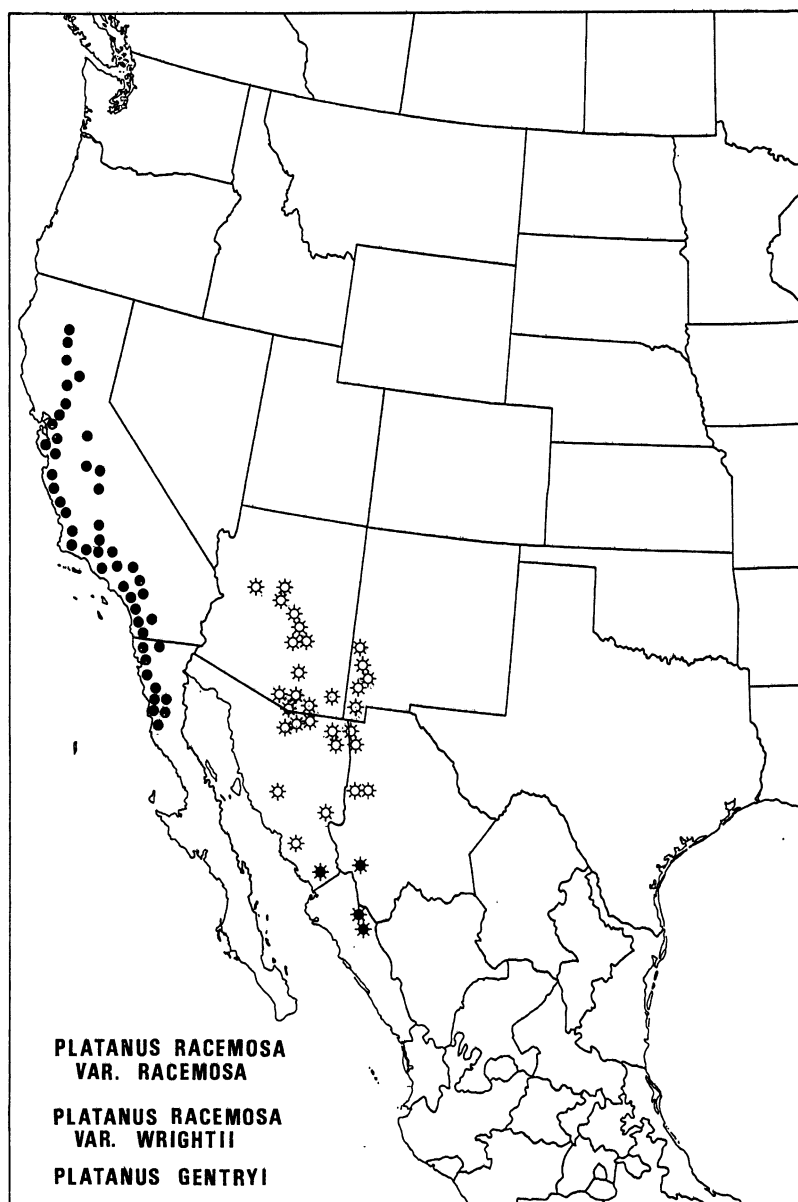 PLATANUS RACEMOSA
VAR. RACEMOSA
PLATANUS RACEMOSA
VAR. WRIGHTII
PLATANUS GENTRYI